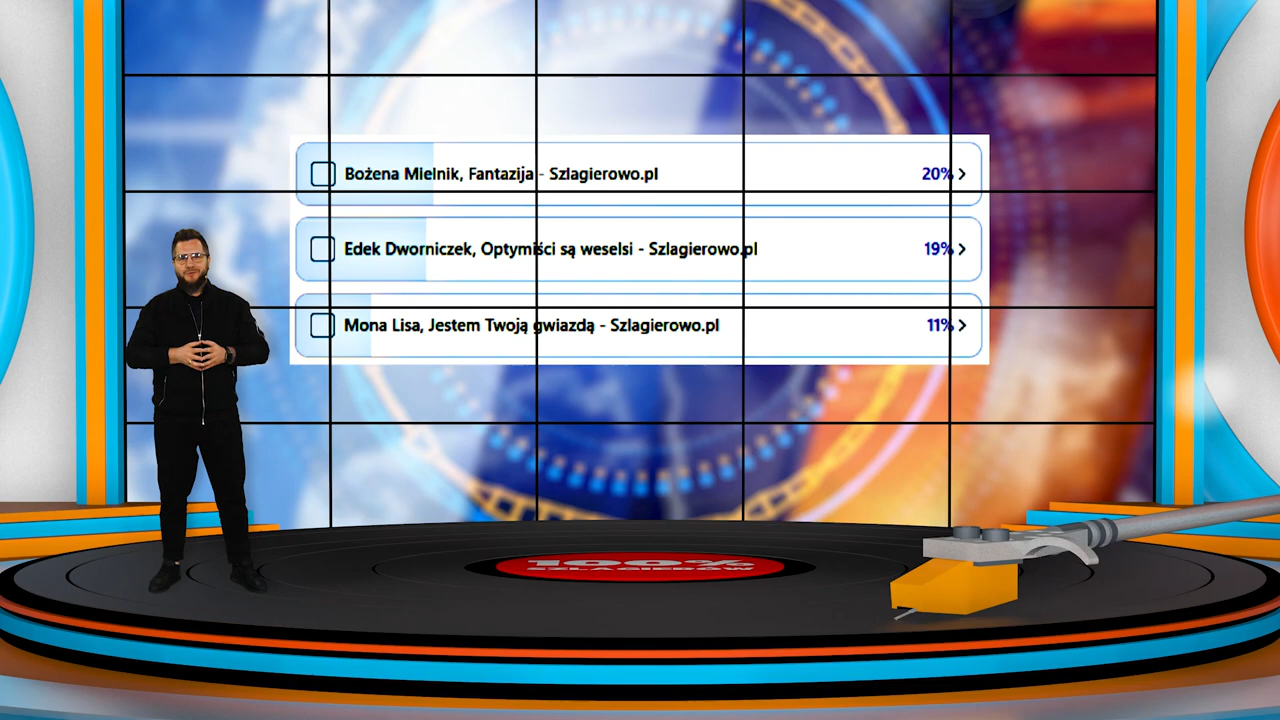 Bożena Mielnik, Fantazija - Szlagierowo.pl 20%
Edek Dworniczek, Optymiści są weselsi - Szlagierowo.pl 19%
Mona Lisa, Jestem Twoją gwiazdą - Szlagierowo.pl 11%
100%
SZLAGIERÓW